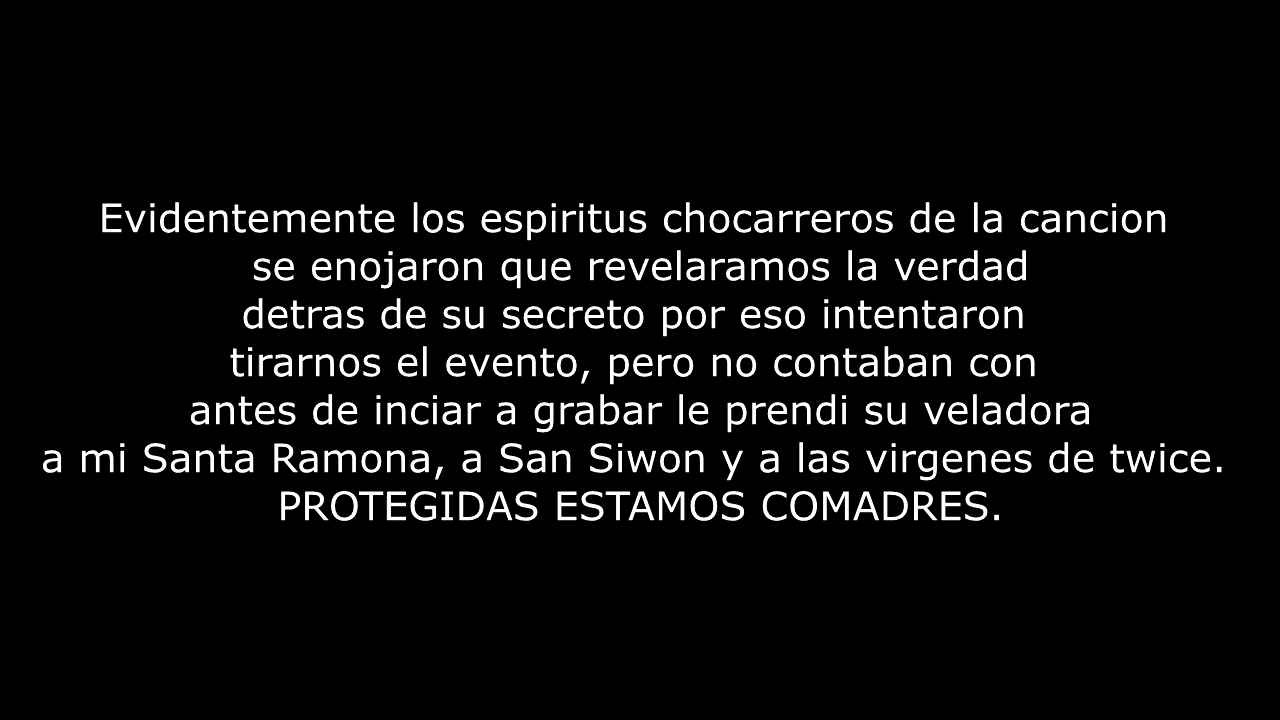 Evidentemente los espiritus chocarreros de la cancion
se enojaron que revelaramos la verdad
detras de su secreto por eso intentaron
tirarnos el evento, pero no contaban con
antes de inciar a grabar le prendi su veladora
a mi Santa Ramona, a San Siwon y a las virgenes de twice.
PROTEGIDAS ESTAMOS COMADRES.